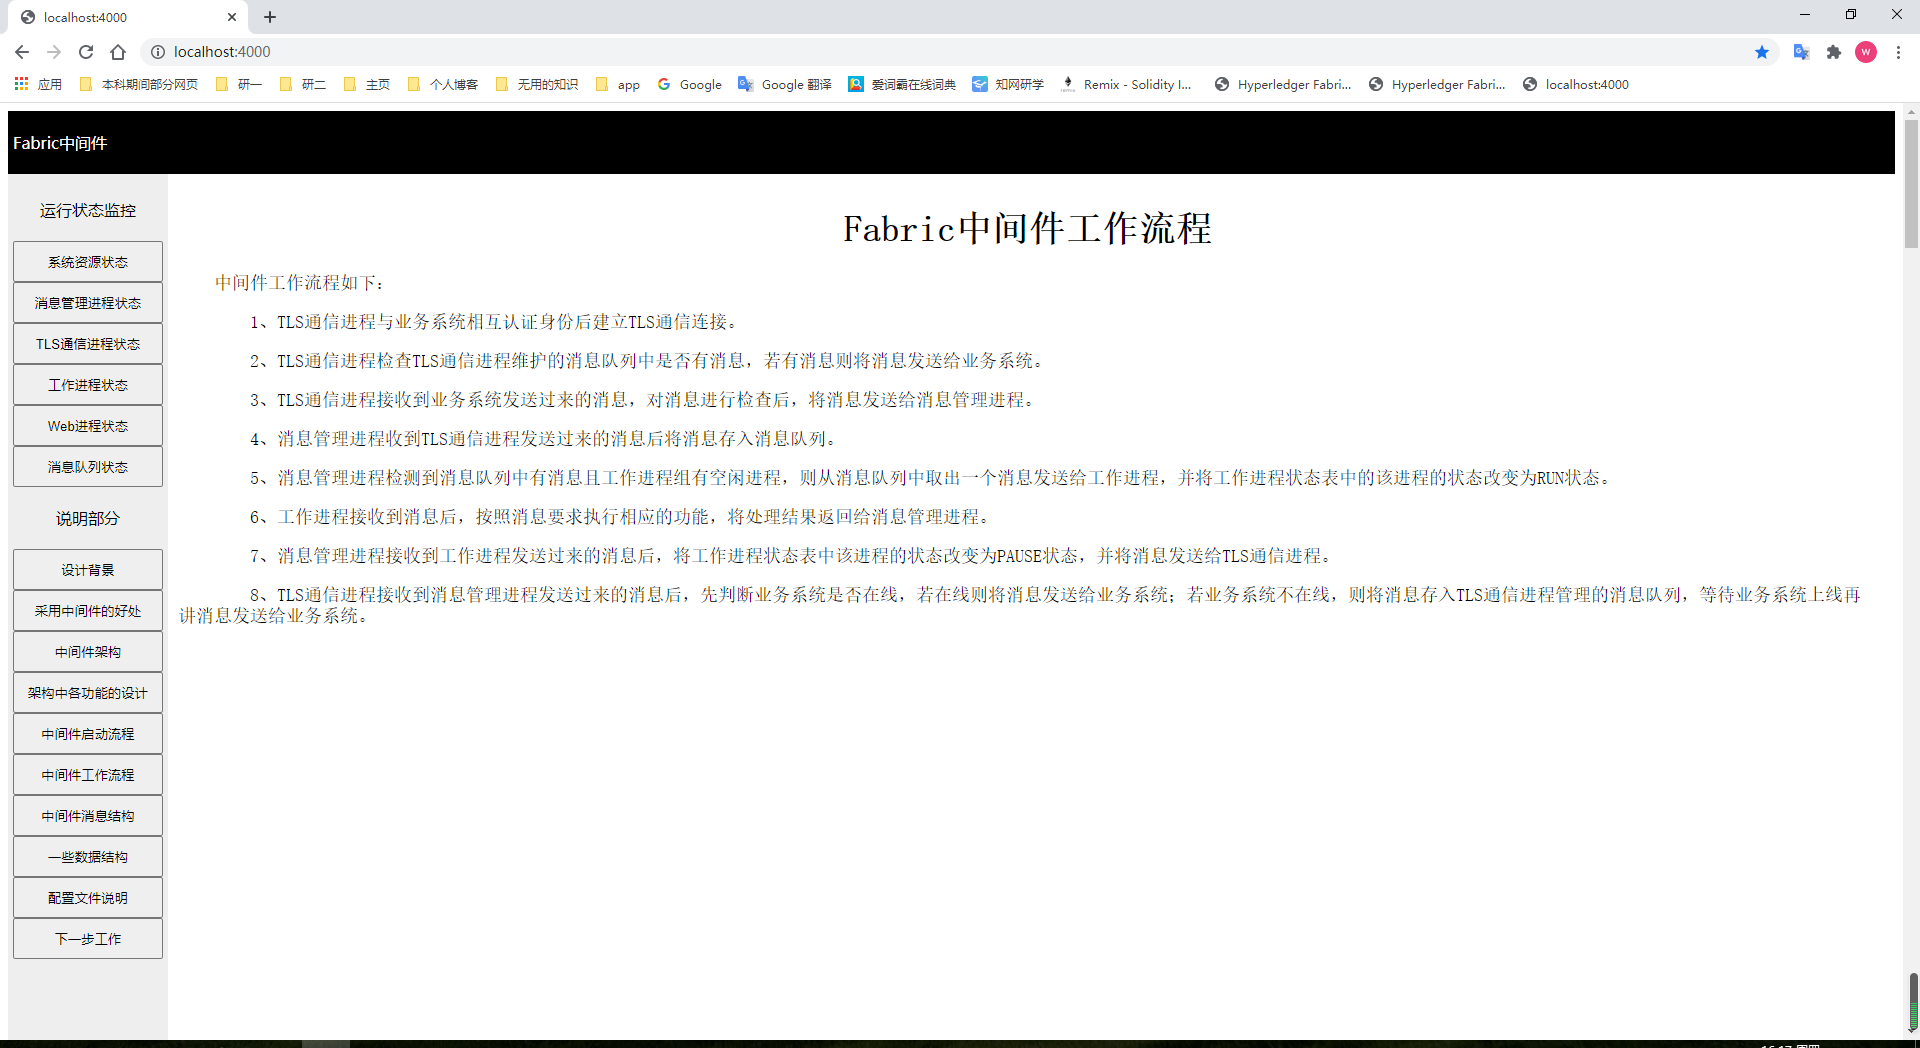 localhost:4000
localhost:4000
W
应用
本科期间部分网页
研一
研二
主页
个人博客
无用的知识
app
Google
Google 翻译
爱词霸在线词典
知网研学
Remix - Solidity I...
Hyperledger Fabri...
Hyperledger Fabri...
localhost:4000
Fabric中间件
运行状态监控
系统资源状态
消息管理进程状态
TLS通信进程状态
工作进程状态
Web进程状态
消息队列状态
说明部分
设计背景
采用中间件的好处
中间件架构
架构中各功能的设计
中间件启动流程
中间件工作流程
中间件消息结构
一些数据结构
配置文件说明
下一步工作
Fabric中间件工作流程
中间件工作流程如下：
1、TLS通信进程与业务系统相互认证身份后建立TLS通信连接。
2、TLS通信进程检查TLS通信进程维护的消息队列中是否有消息，若有消息则将消息发送给业务系统。
3、TLS通信进程接收到业务系统发送过来的消息，对消息进行检查后，将消息发送给消息管理进程。
4、消息管理进程收到TLS通信进程发送过来的消息后将消息存入消息队列。
5、消息管理进程检测到消息队列中有消息且工作进程组有空闲进程，则从消息队列中取出一个消息发送给工作进程，并将工作进程状态表中的该进程的状态改变为RUN状态。
6、工作进程接收到消息后，按照消息要求执行相应的功能，将处理结果返回给消息管理进程。
7、消息管理进程接收到工作进程发送过来的消息后，将工作进程状态表中该进程的状态改变为PAUSE状态，并将消息发送给TLS通信进程。
8、TLS通信进程接收到消息管理进程发送过来的消息后，先判断业务系统是否在线，若在线则将消息发送给业务系统；若业务系统不在线，则将消息存入TLS通信进程管理的消息队列，等待业务系统上线再
讲消息发送给业务系统。